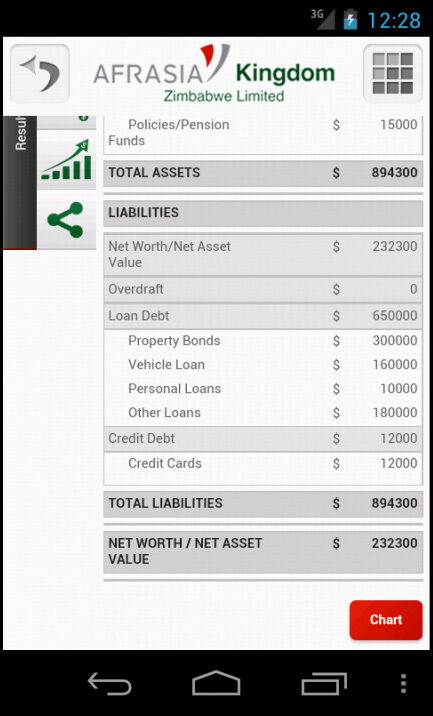 3G 12:28
AFRASIA Kingdom
Zimbabwe Limited
Policies/Pension $ 15000
Funds
TOTAL ASSETS $ 894300
LIABILITIES
Net Worth/Net Asset $ 232300
Value
Overdraft $ 0
Loan Debt $ 650000
Property Bonds $ 300000
Vehicle Loan $ 160000
Personal Loans $ 10000
Other Loans $ 180000
Credit Debt $ 12000
Credit Cards $ 12000
TOTAL LIABILITIES $ 894300
NET WORTH / NET ASSET $ 232300
VALUE
Chart